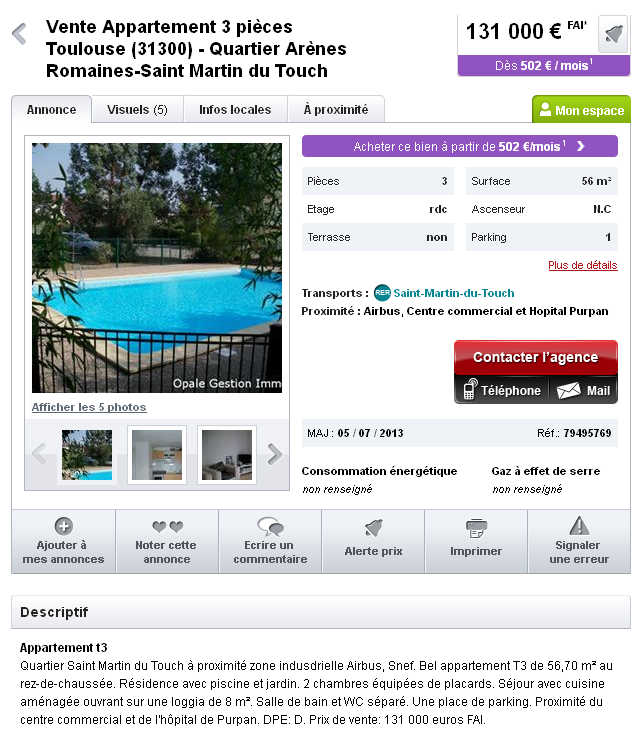 Vente Appartement 3 pièces
Toulouse (31300) - Quartier Arènes
Romaines-Saint Martin du Touch
131 000 € FAI*
Dès 502 € / mois1
Annonce
Visuels (5)
Infos locales
À proximité
Mon espace
Acheter ce bien à partir de 502 €/mois 1
Pièces 3
Surface 56 m²
Etage rdc
Ascenseur N.C
Terrasse non
Parking 1
Plus de détails
Transports : RER Saint-Martin-du-Touch
Proximité : Airbus, Centre commercial et Hopital Purpan
Opale Gestion Imm
Contacter l'agence
Téléphone
Mail
Afficher les 5 photos
MAJ : 05 / 07 / 2013
Réf.: 79495769
Consommation énergétique
non renseigné
Gaz à effet de serre
non renseigné
Ajouter à
mes annonces
Noter cette
annonce
Ecrire un
commentaire
Alerte prix
Imprimer
Signaler
une erreur
Descriptif
Appartement t3
Quartier Saint Martin du Touch à proximité zone indusdrielle Airbus, Snef. Bel appartement T3 de 56,70 m² au
rez-de-chaussée. Résidence avec piscine et jardin. 2 chambres équipées de placards. Séjour avec cuisine
aménagée ouvrant sur une loggia de 8 m². Salle de bain et WC séparé. Une place de parking. Proximité du
centre commercial et de l'hôpital de Purpan. DPE: D. Prix de vente: 131 000 euros FAI.